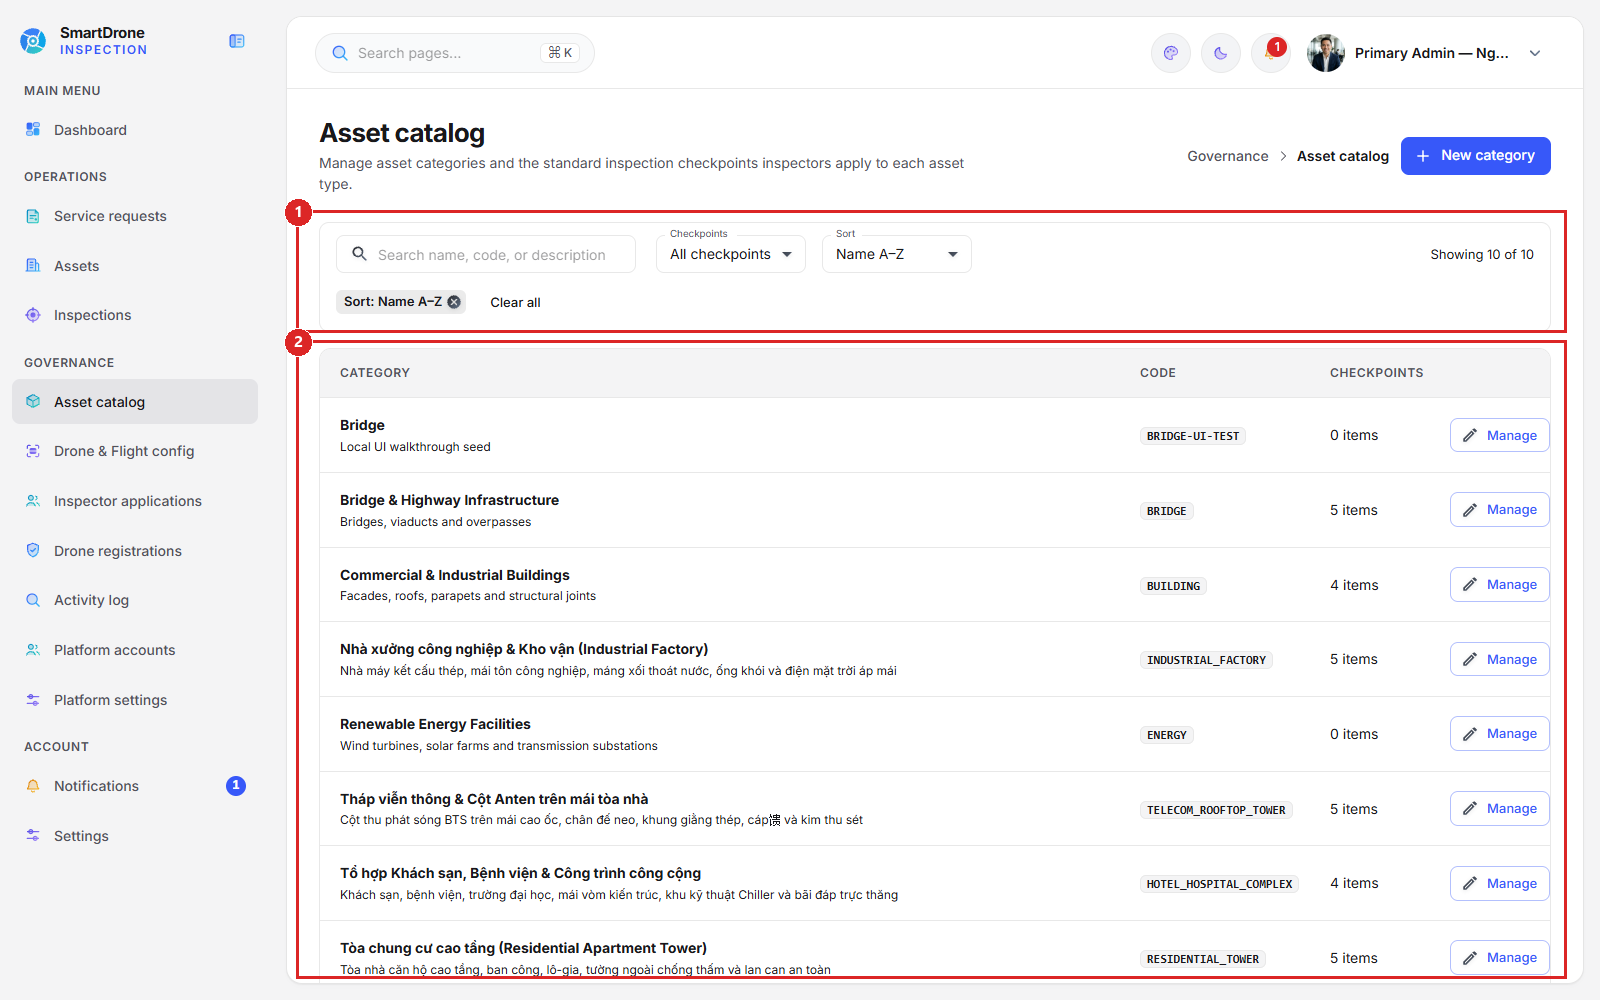 SmartDrone
INSPECTION
MAIN MENU
Dashboard
OPERATIONS
Service requests
Assets
Inspections
GOVERNANCE
Asset catalog
Drone & Flight config
Inspector applications
Drone registrations
Activity log
Platform accounts
Platform settings
ACCOUNT
Notifications 1
Settings
Search pages... ⌘ K
1
Primary Admin — Ng...
Asset catalog
Manage asset categories and the standard inspection checkpoints inspectors apply to each asset
type.
Governance > Asset catalog
+ New category
1
Search name, code, or description
Checkpoints
All checkpoints
Sort
Name A–Z
Showing 10 of 10
Sort: Name A–Z
Clear all
2
CATEGORY CODE CHECKPOINTS
Bridge
Local UI walkthrough seed
BRIDGE-UI-TEST 0 items Manage
Bridge & Highway Infrastructure
Bridges, viaducts and overpasses
BRIDGE 5 items Manage
Commercial & Industrial Buildings
Facades, roofs, parapets and structural joints
BUILDING 4 items Manage
Nhà xưởng công nghiệp & Kho vận (Industrial Factory)
Nhà máy kết cấu thép, mái tôn công nghiệp, máng xối thoát nước, ống khói và điện mặt trời áp mái
INDUSTRIAL_FACTORY 5 items Manage
Renewable Energy Facilities
Wind turbines, solar farms and transmission substations
ENERGY 0 items Manage
Tháp viễn thông & Cột Anten trên mái tòa nhà
Cột thu phát sóng BTS trên mái cao ốc, chân đế neo, khung giằng thép, cáp馈 và kim thu sét
TELECOM_ROOFTOP_TOWER 5 items Manage
Tổ hợp Khách sạn, Bệnh viện & Công trình công cộng
Khách sạn, bệnh viện, trường đại học, mái vòm kiến trúc, khu kỹ thuật Chiller và bãi đáp trực thăng
HOTEL_HOSPITAL_COMPLEX 4 items Manage
Tòa chung cư cao tầng (Residential Apartment Tower)
Tòa nhà căn hộ cao tầng, ban công, lô-gia, tường ngoài chống thấm và lan can an toàn
RESIDENTIAL_TOWER 5 items Manage